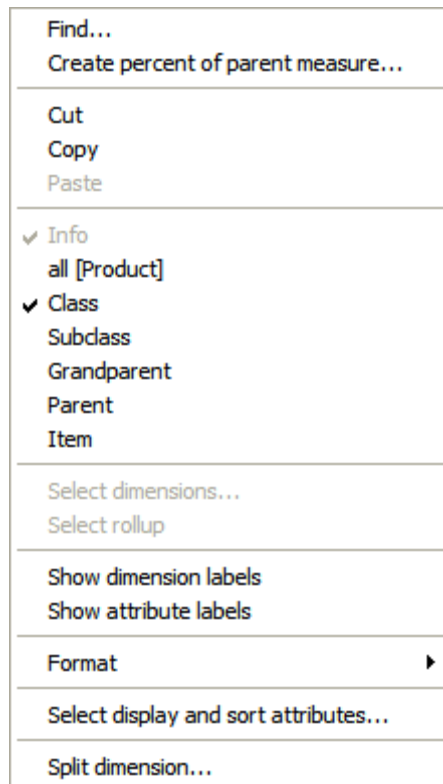 Find...
Create percent of parent measure...
Cut
Copy
Paste
Info
all [Product]
Class
Subclass
Grandparent
Parent
Item
Select dimensions...
Select rollup
Show dimension labels
Show attribute labels
Format
Select display and sort attributes...
Split dimension...